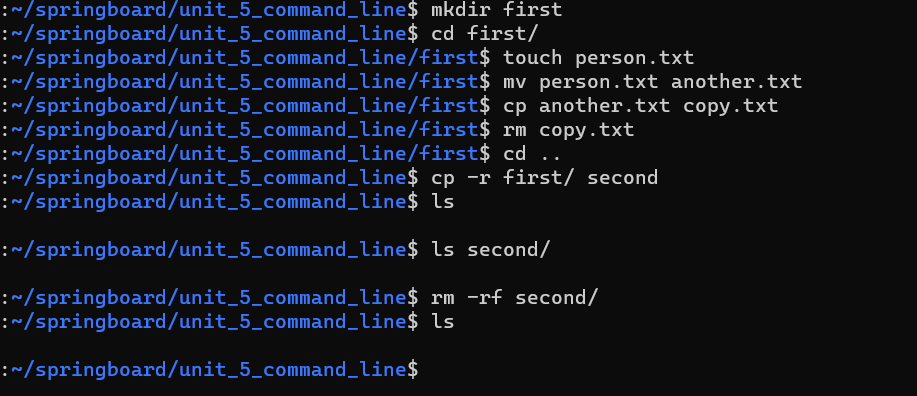 :~/springboard/unit_5_command_line$ mkdir first
:~/springboard/unit_5_command_line$ cd first/
:~/springboard/unit_5_command_line/first$ touch person.txt
:~/springboard/unit_5_command_line/first$ mv person.txt another.txt
:~/springboard/unit_5_command_line/first$ cp another.txt copy.txt
:~/springboard/unit_5_command_line/first$ rm copy.txt
:~/springboard/unit_5_command_line/first$ cd ..
:~/springboard/unit_5_command_line$ cp -r first/ second
:~/springboard/unit_5_command_line$ ls
:~/springboard/unit_5_command_line$ ls second/
:~/springboard/unit_5_command_line$ rm -rf second/
:~/springboard/unit_5_command_line$ ls
:~/springboard/unit_5_command_line$